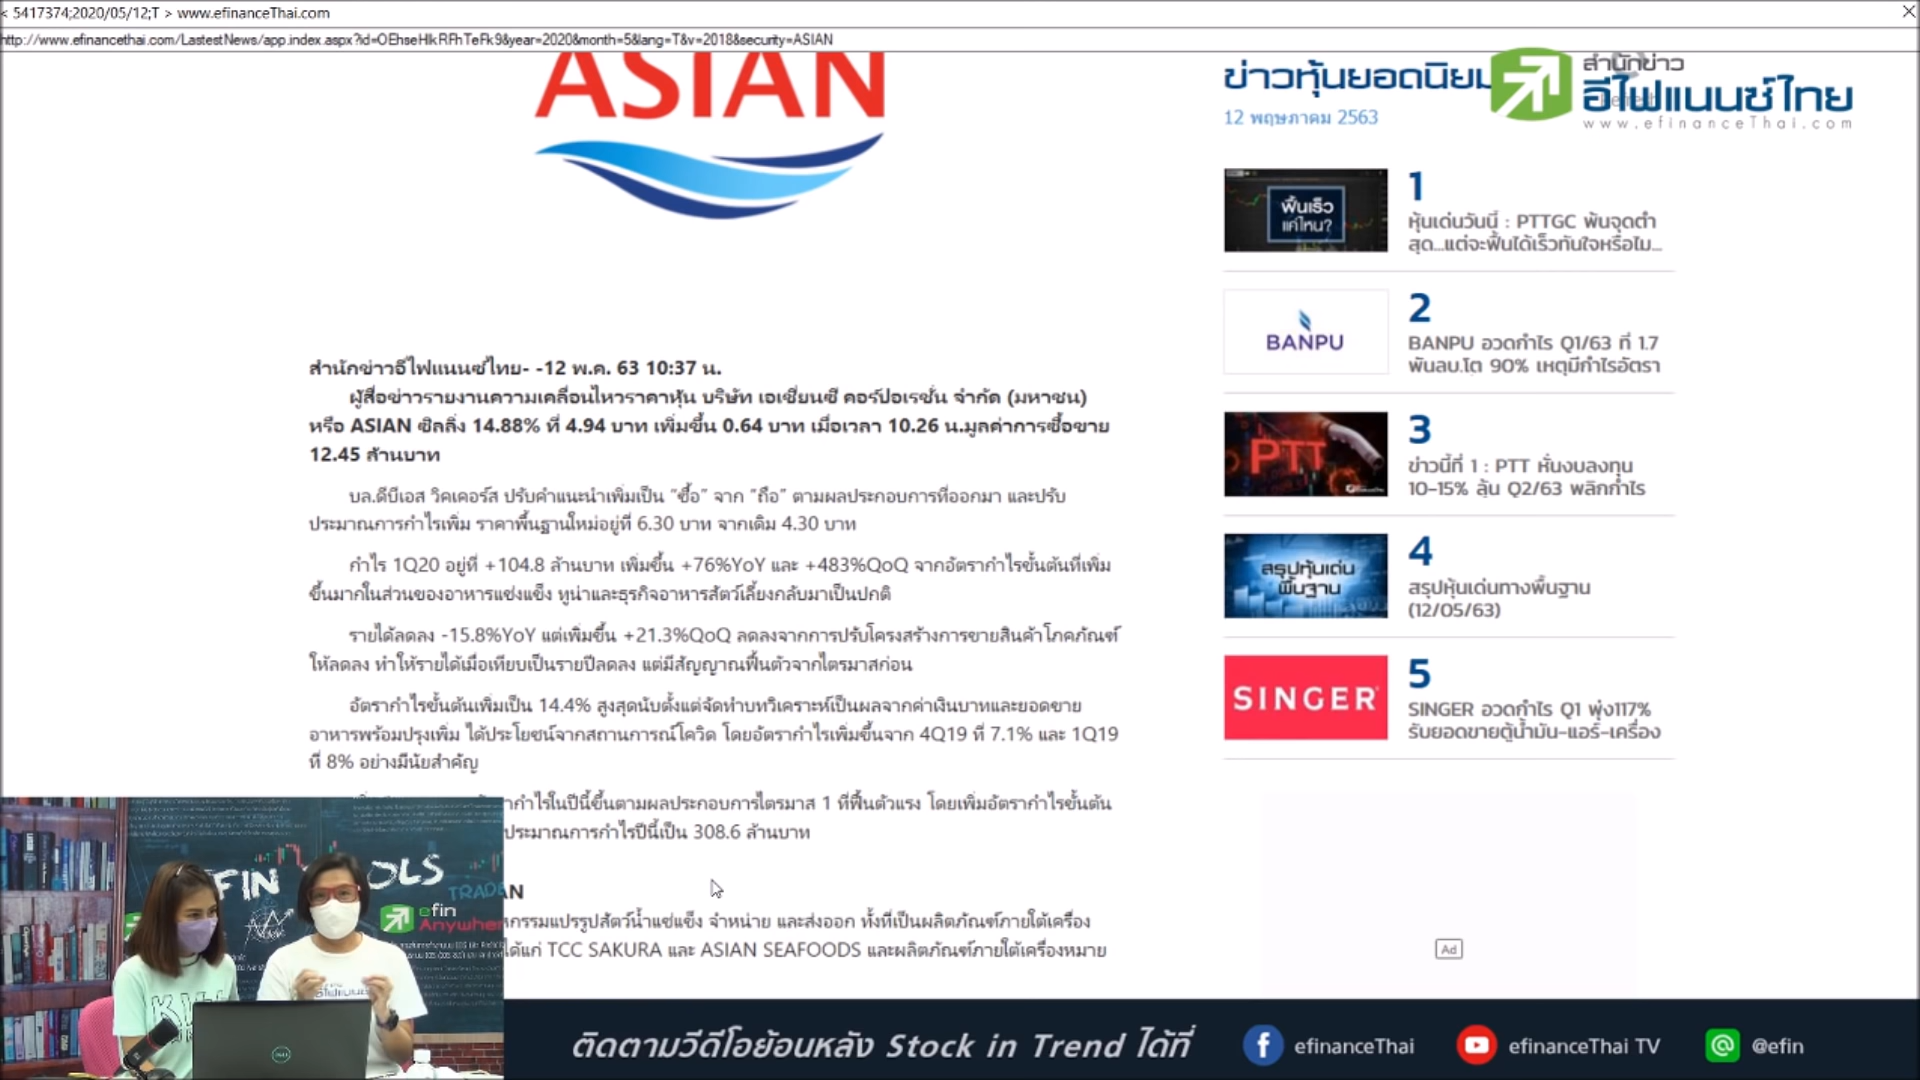 < 5417374;2020/05/12;T > www.efinanceThai.com
http://www.efinancethai.com/LastestNews/app.index.aspx?id=OEhseHlkRFhTeFk9&year=2020&month=5&lang=T&v=2018&security=ASIAN
ASIAN
สำนักข่าวอีไฟแนนซ์ไทย- -12 พ.ค. 63 10:37 น.
ผู้สื่อข่าวรายงานความเคลื่อนไหวราคาหุ้น บริษัท เอเชี่ยนซี คอร์ปอเรชั่น จำกัด (มหาชน)
หรือ ASIAN ซิลลิ่ง 14.88% ที่ 4.94 บาท เพิ่มขึ้น 0.64 บาท เมื่อเวลา 10.26 น.มูลค่าการซื้อขาย
12.45 ล้านบาท
บล.ดีบีเอส วิคเคอร์ส ปรับคำแนะนำเพิ่มเป็น “ซื้อ” จาก “ถือ” ตามผลประกอบการที่ออกมา และปรับ
ประมาณการกำไรเพิ่ม ราคาพื้นฐานใหม่อยู่ที่ 6.30 บาท จากเดิม 4.30 บาท
กำไร 1Q20 อยู่ที่ +104.8 ล้านบาท เพิ่มขึ้น +76%YoY และ +483%QoQ จากอัตรากำไรขั้นต้นที่เพิ่ม
ขึ้นมากในส่วนของอาหารแช่งแข็ง ทูน่าและธุรกิจอาหารสัตว์เลี้ยงกลับมาเป็นปกติ
รายได้ลดลง -15.8%YoY แต่เพิ่มขึ้น +21.3%QoQ ลดลงจากการปรับโครงสร้างการขายสินค้าโภคภัณฑ์
ให้ลดลง ทำให้รายได้เมื่อเทียบเป็นรายปีลดลง แต่มีสัญญาณฟื้นตัวจากไตรมาสก่อน
อัตรากำไรขั้นต้นเพิ่มเป็น 14.4% สูงสุดนับตั้งแต่จัดทำบทวิเคราะห์เป็นผลจากค่าเงินบาทและยอดขาย
อาหารพร้อมปรุงเพิ่ม ได้ประโยชน์จากสถานการณ์โควิด โดยอัตรากำไรเพิ่มขึ้นจาก 4Q19 ที่ 7.1% และ 1Q19
ที่ 8% อย่างมีนัยสำคัญ
ากำไรในปีนี้ขึ้นตามผลประกอบการไตรมาส 1 ที่ฟื้นตัวแรง โดยเพิ่มอัตรากำไรขั้นต้น
ประมาณการกำไรปีนี้เป็น 308.6 ล้านบาท
AN
กรรมแปรรูปสัตว์น้ำแช่แข็ง จำหน่าย และส่งออก ทั้งที่เป็นผลิตภัณฑ์ภายใต้เครื่อง
ได้แก่ TCC SAKURA และ ASIAN SEAFOODS และผลิตภัณฑ์ภายใต้เครื่องหมาย
ข่าวหุ้นยอดนิยม
12 พฤษภาคม 2563
สำนักข่าว
อีไฟแนนซ์ไทย
www.efinanceThai.com
ฟื้นเร็ว
แค่ไหน?
1
หุ้นเด่นวันนี้ : PTTGC พ้นจุดต่ำ
สุด...แต่จะฟื้นได้เร็วทันใจหรือไม...
BANPU
2
BANPU อวดกำไร Q1/63 ที่ 1.7
พันลบ.โต 90% เหตุมีกำไรอัตรา
PTT
3
ข่าวนี้ที่ 1 : PTT หั่นงบลงทุน
10-15% ลุ้น Q2/63 พลิกกำไร
สรุปหุ้นเด่น
พื้นฐาน
4
สรุปหุ้นเด่นทางพื้นฐาน
(12/05/63)
SINGER
5
SINGER อวดกำไร Q1 พุ่ง117%
รับยอดขายตู้น้ำมัน-แอร์-เครื่อง
Ad
EFIN
OLS
TRADE
efin
Anywhere
ติดตามวีดีโอย้อนหลัง Stock in Trend ได้ที่
efinanceThai
efinanceThai TV
@efin